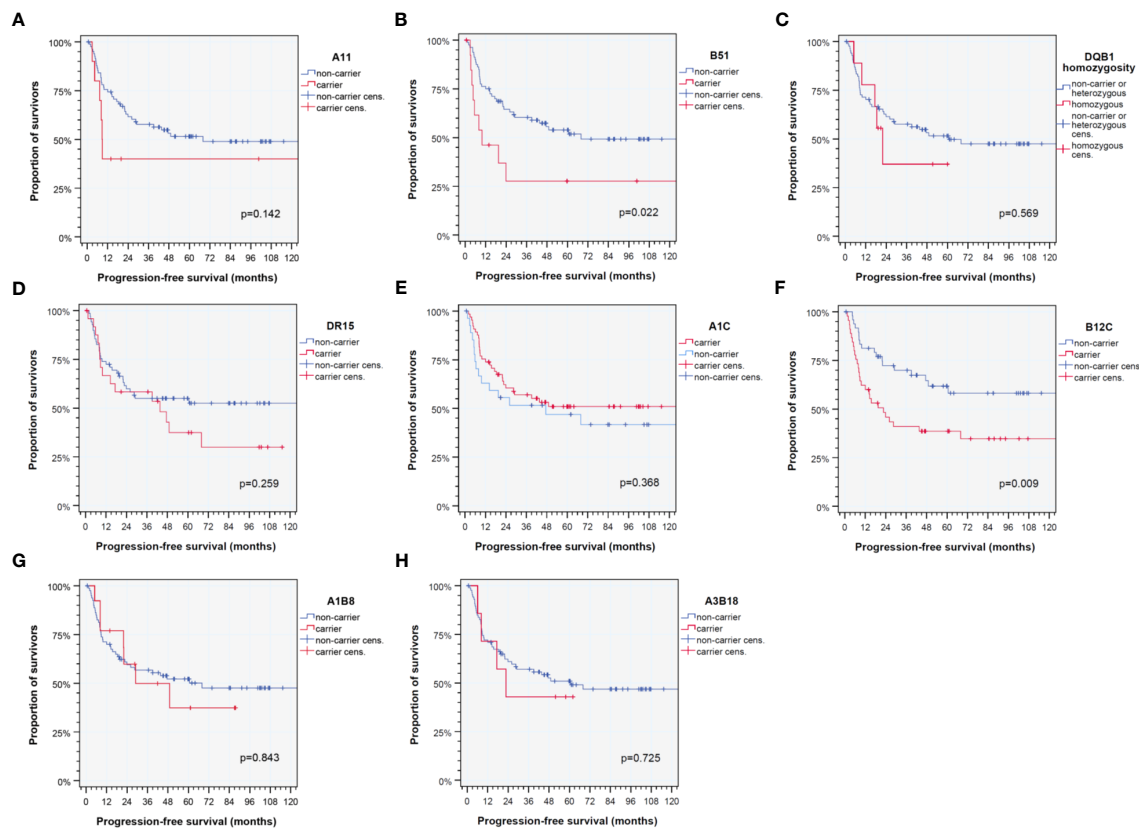 A
A11
non-carrier
carrier
non-carrier cens.
carrier cens.
Proportion of survivors
100%
75%
50%
25%
0%
p=0.142
0 12 24 36 48 60 72 84 96 108 120
Progression-free survival (months)
B
B51
non-carrier
carrier
non-carrier cens.
carrier cens.
Proportion of survivors
100%
75%
50%
25%
0%
p=0.022
0 12 24 36 48 60 72 84 96 108 120
Progression-free survival (months)
C
DQB1
homozygosity
non-carrier or
heterozygous
homozygous
non-carrier or
heterozygous
cens.
homozygous
cens.
Proportion of survivors
100%
75%
50%
25%
0%
p=0.569
0 12 24 36 48 60 72 84 96 108 120
Progression-free survival (months)
D
DR15
non-carrier
carrier
non-carrier cens.
carrier cens.
Proportion of survivors
100%
75%
50%
25%
0%
p=0.259
0 12 24 36 48 60 72 84 96 108 120
Progression-free survival (months)
E
A1C
carrier
non-carrier
carrier cens.
non-carrier cens.
Proportion of survivors
100%
75%
50%
25%
0%
p=0.368
0 12 24 36 48 60 72 84 96 108 120
Progression-free survival (months)
F
B12C
non-carrier
carrier
non-carrier cens.
carrier cens.
Proportion of survivors
100%
75%
50%
25%
0%
p=0.009
0 12 24 36 48 60 72 84 96 108 120
Progression-free survival (months)
G
A1B8
non-carrier
carrier
non-carrier cens.
carrier cens.
Proportion of survivors
100%
75%
50%
25%
0%
p=0.843
0 12 24 36 48 60 72 84 96 108 120
Progression-free survival (months)
H
A3B18
non-carrier
carrier
non-carrier cens.
carrier cens.
Proportion of survivors
100%
75%
50%
25%
0%
p=0.725
0 12 24 36 48 60 72 84 96 108 120
Progression-free survival (months)